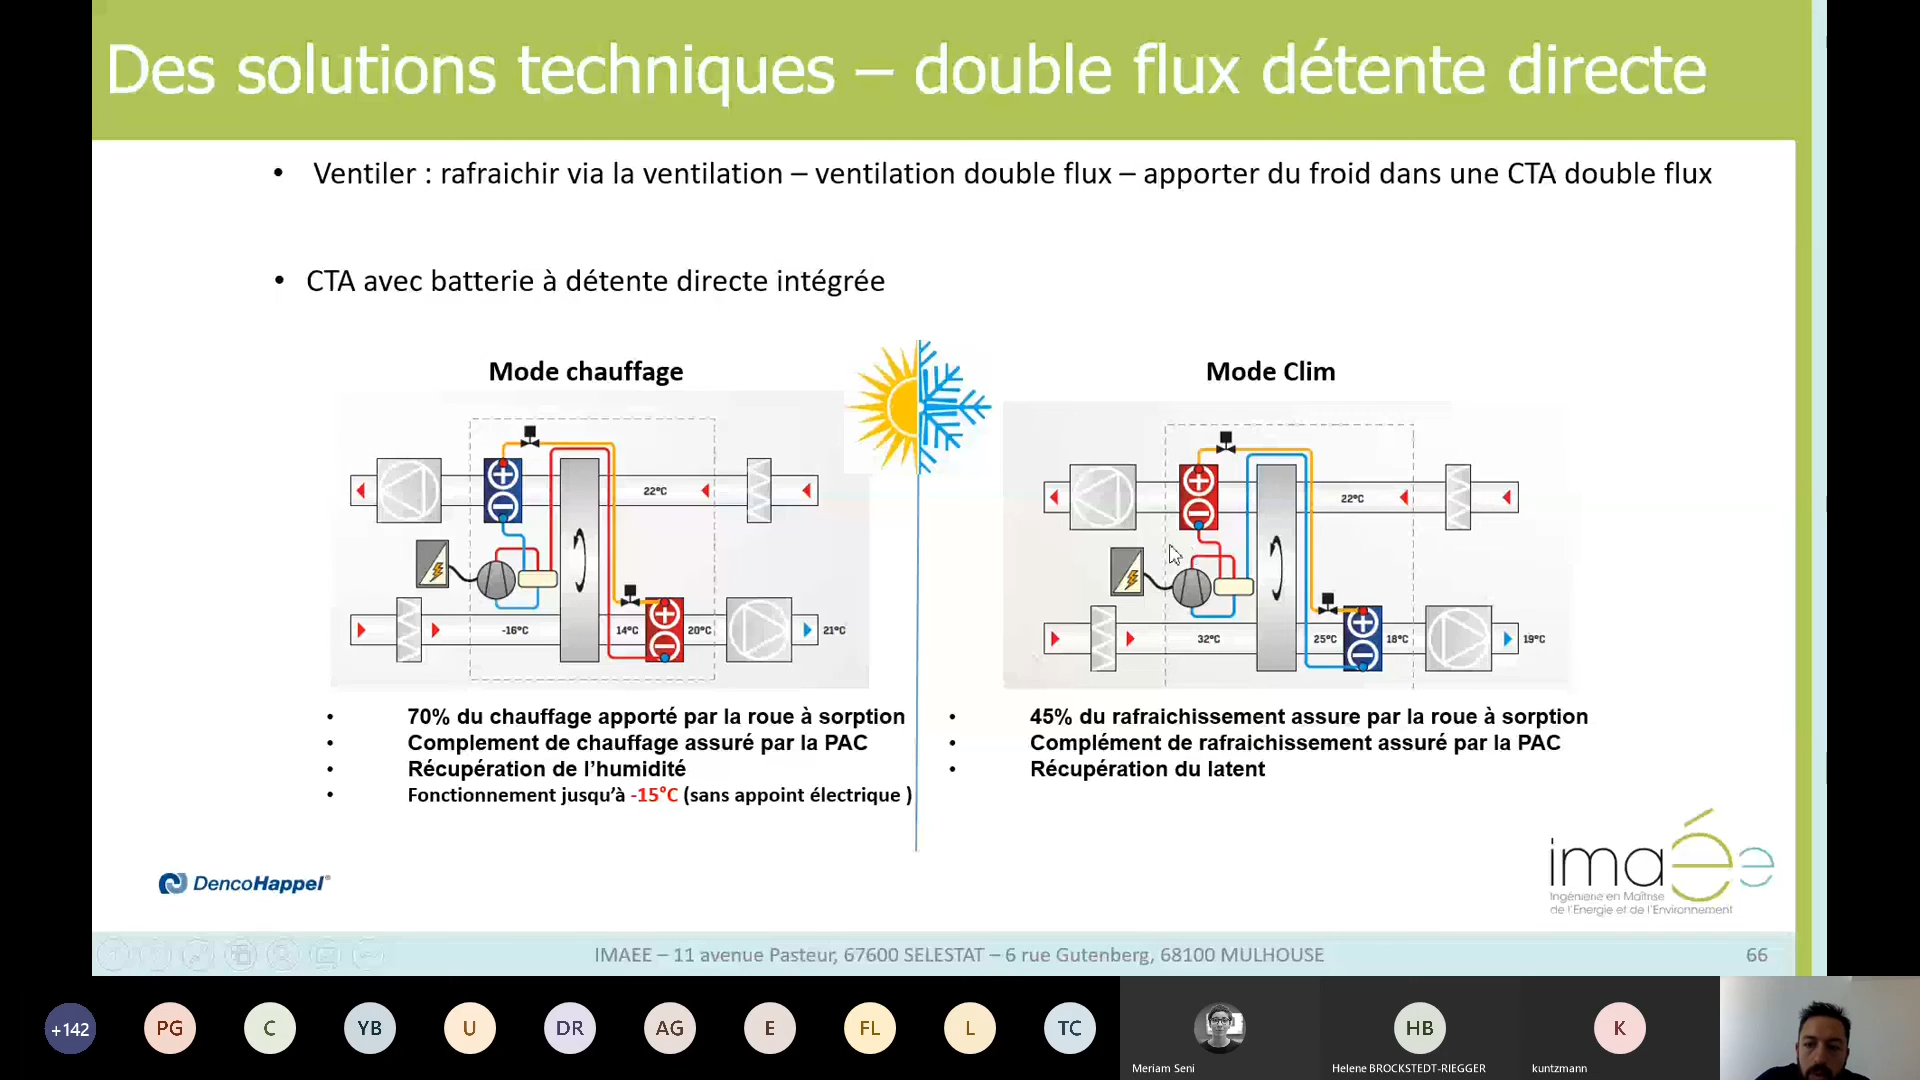 Des solutions techniques – double flux détente directe
• Ventiler : rafraichir via la ventilation – ventilation double flux – apporter du froid dans une CTA double flux
• CTA avec batterie à détente directe intégrée
Mode chauffage
22°C
-16°C
14°C
20°C
21°C
• 70% du chauffage apporté par la roue à sorption
• Complement de chauffage assuré par la PAC
• Récupération de l'humidité
• Fonctionnement jusqu'à -15°C (sans appoint électrique )
Mode Clim
22°C
32°C
25°C
18°C
19°C
• 45% du rafraichissement assure par la roue à sorption
• Complément de rafraichissement assuré par la PAC
• Récupération du latent
DencoHappel®
imaée
Ingénierie en Maîtrise
de l'Energie et de l'Environnement
IMAEE – 11 avenue Pasteur, 67600 SELESTAT – 6 rue Gutenberg, 68100 MULHOUSE
66
+142
PG
C
YB
U
DR
AG
E
FL
L
TC
Meriam Seni
HB
Helene BROCKSTEDT-RIEGGER
K
kuntzmann